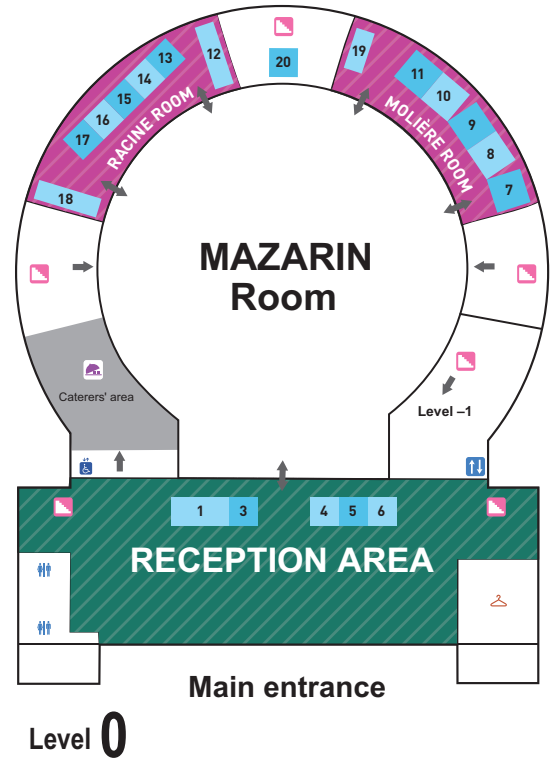 12
13
14
15
16
17
18
RACINE ROOM
20
19
11
10
9
8
7
MOLIÈRE ROOM
MAZARIN
Room
Caterers' area
Level –1
1
3
4
5
6
RECEPTION AREA
Main entrance
Level 0